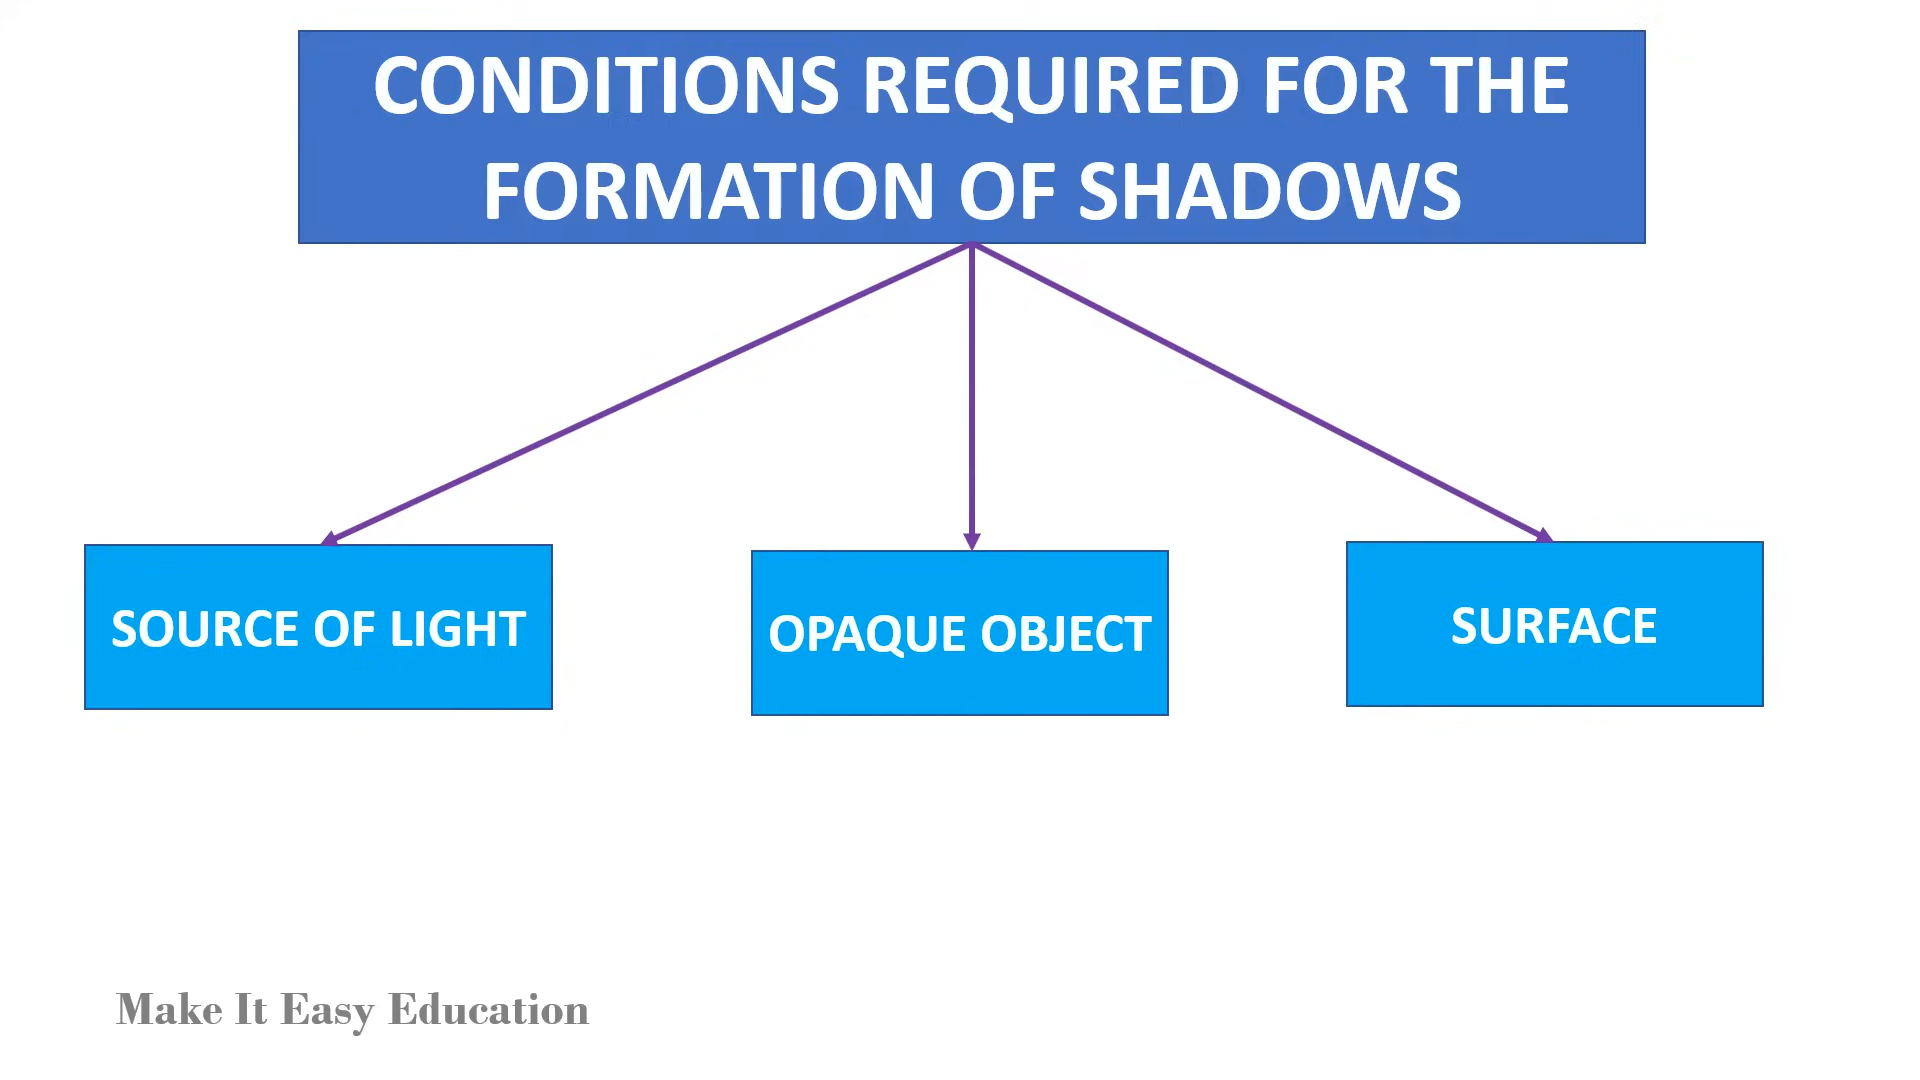 CONDITIONS REQUIRED FOR THE
FORMATION OF SHADOWS
SOURCE OF LIGHT
OPAQUE OBJECT
SURFACE
Make It Easy Education